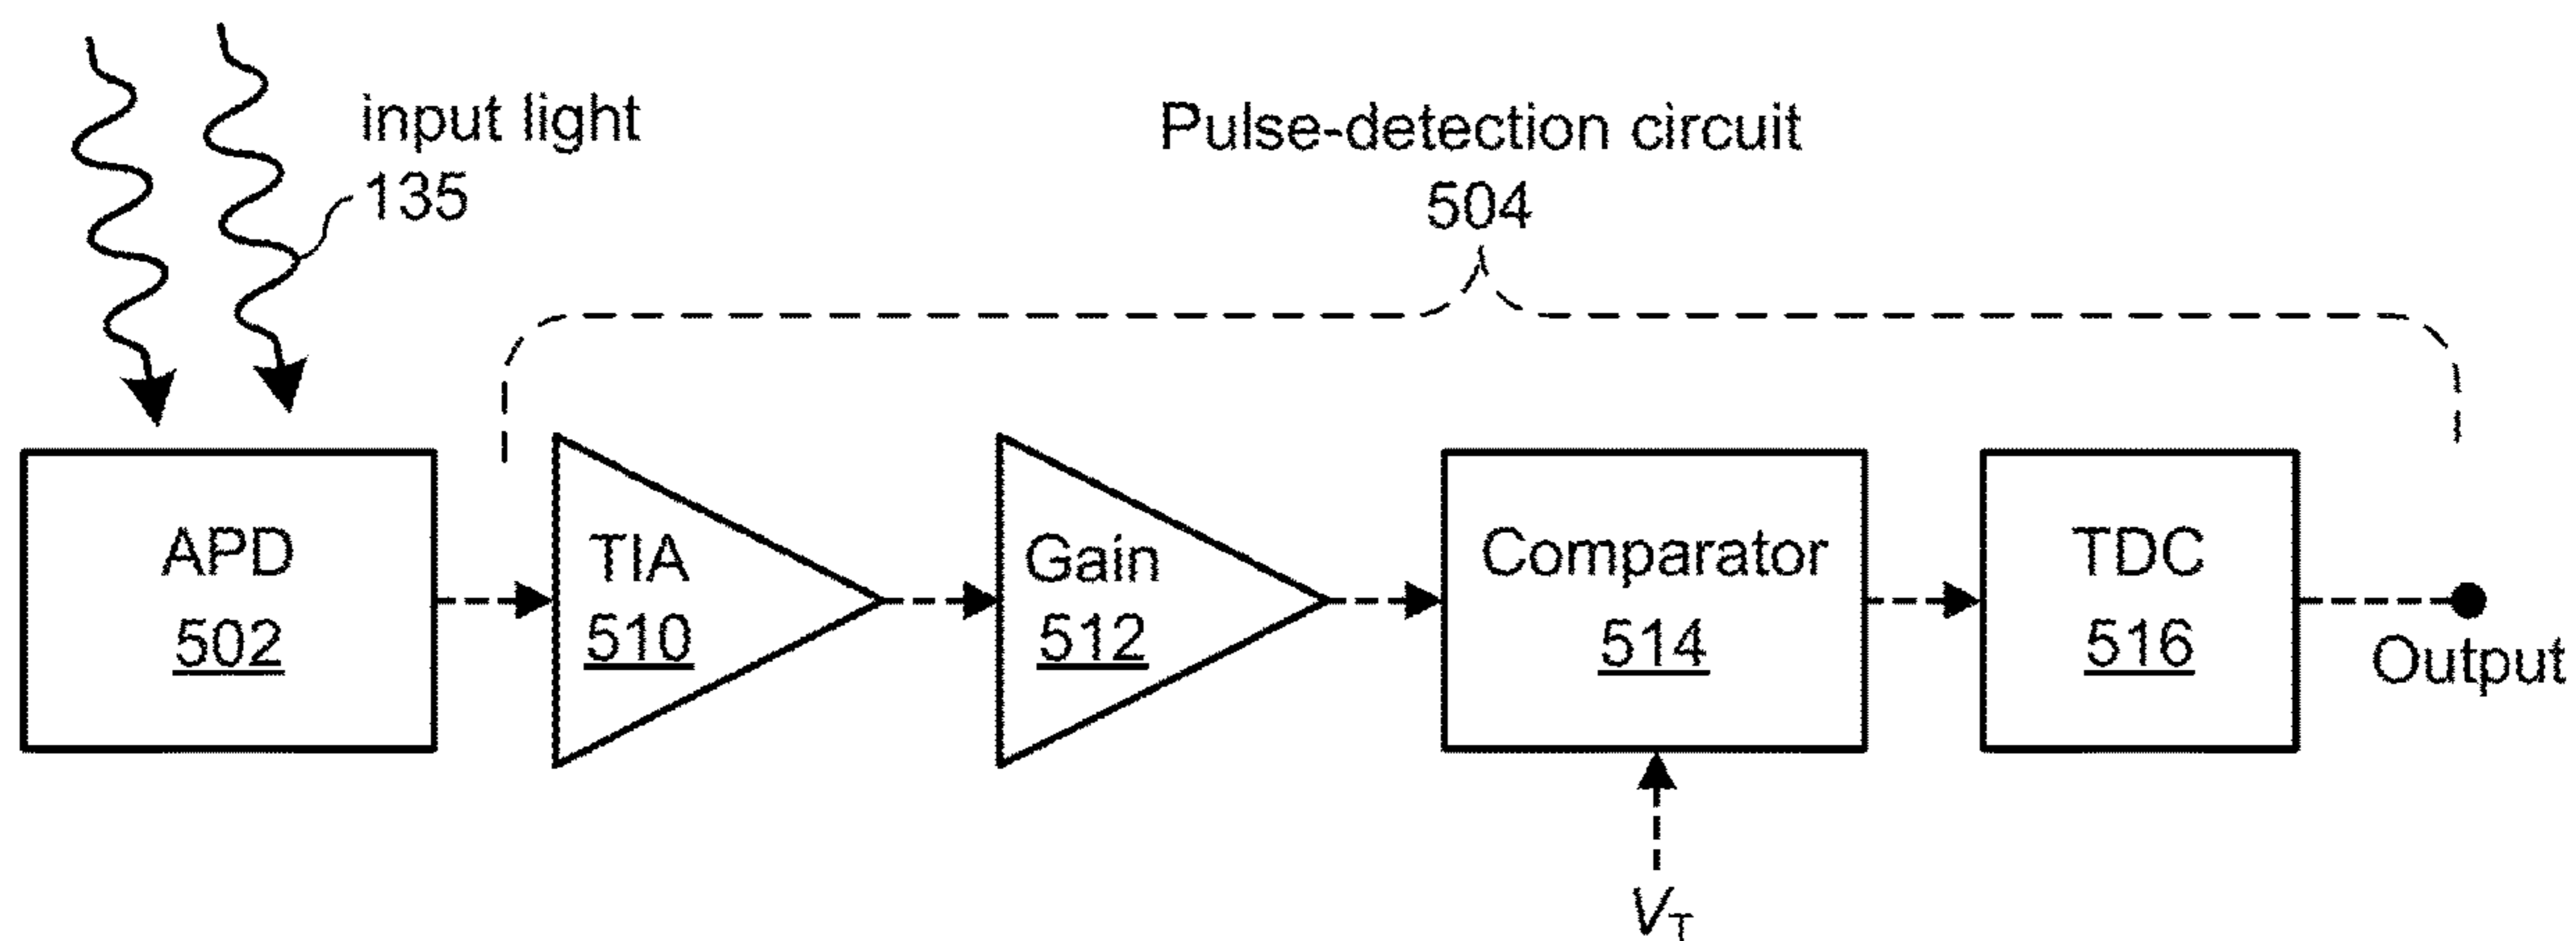 input light
135
Pulse-detection circuit
504
APD
502
TIA
510
Gain
512
Comparator
514
TDC
516
Output
VT